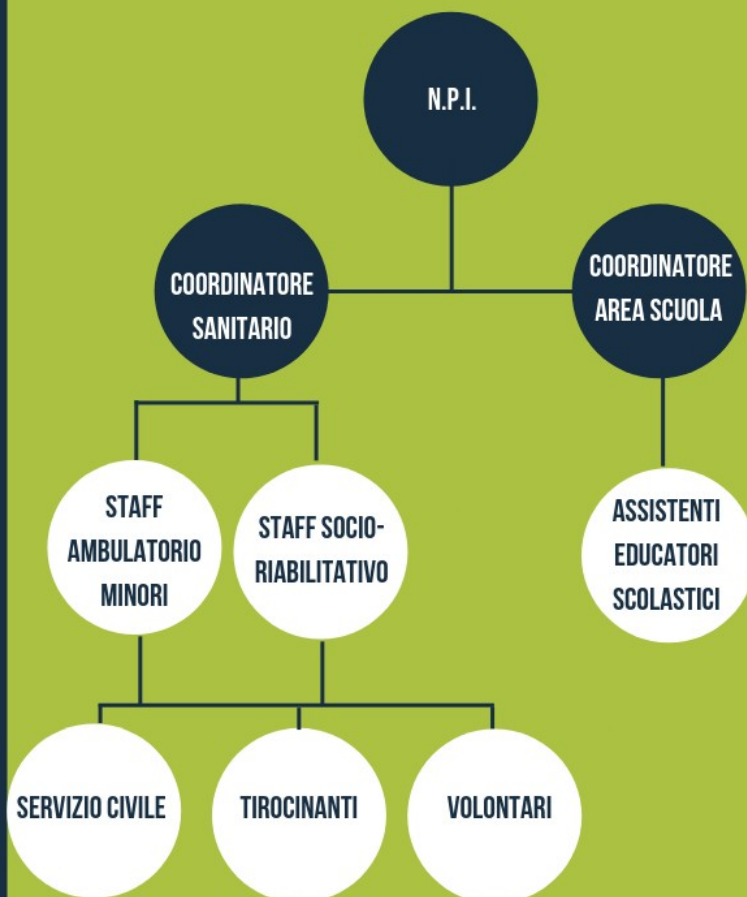 N.P.I.
COORDINATORE
SANITARIO
COORDINATORE
AREA SCUOLA
STAFF
AMBULATORIO
MINORI
STAFF SOCIO-
RIABILITATIVO
ASSISTENTI
EDUCATORI
SCOLASTICI
SERVIZIO CIVILE
TIROCINANTI
VOLONTARI